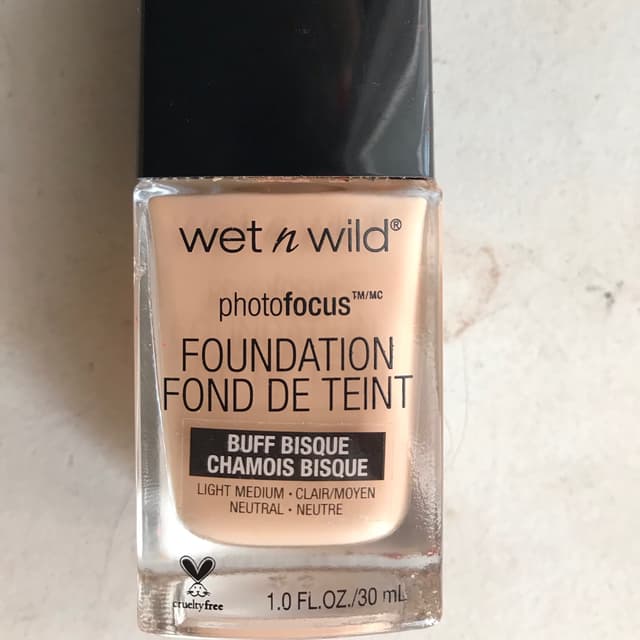 wet n wild®
photofocus™/MC
FOUNDATION
FOND DE TEINT
BUFF BISQUE
CHAMOIS BISQUE
LIGHT MEDIUM • CLAIR/MOYEN
NEUTRAL • NEUTRE
crueltyfree
1.0 FL.OZ./30 mL